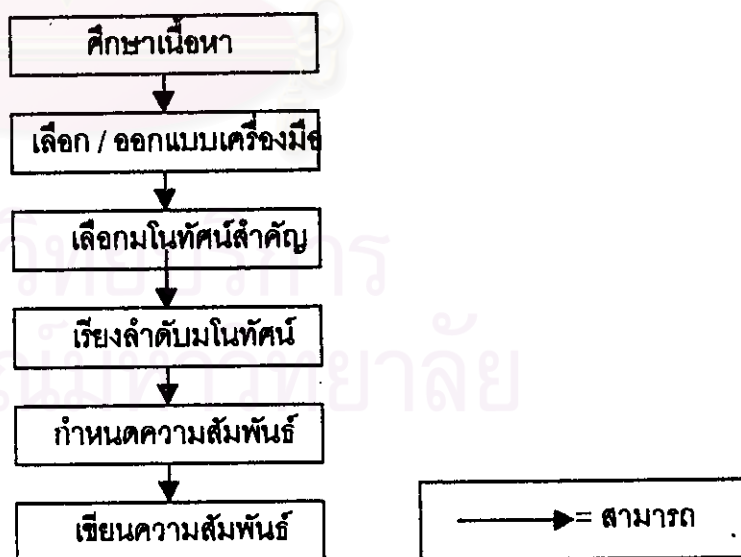 ศึกษาเนื้อหา
เลือก / ออกแบบเครื่องมือ
เลือกมโนทัศน์สำคัญ
เรียงลำดับมโนทัศน์
กำหนดความสัมพันธ์
เขียนความสัมพันธ์
= สามารถ